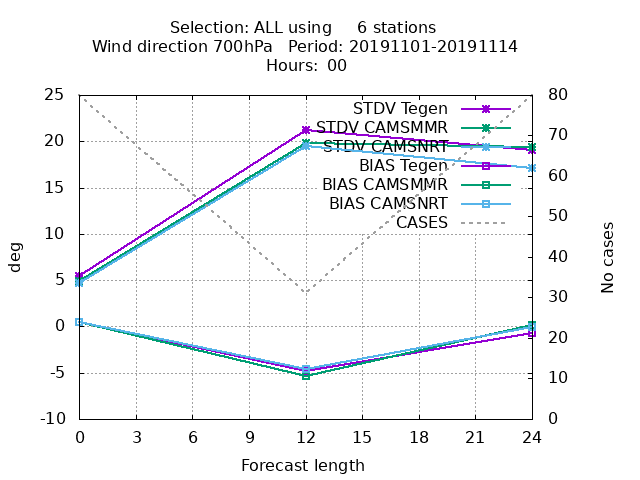 Selection: ALL using     6 stations
Wind direction 700hPa   Period: 20191101-20191114
Hours: 00
STDV Tegen
STDV CAMSMMR
STDV CAMSNRT
BIAS Tegen
BIAS CAMSMMR
BIAS CAMSNRT
CASES
25
20
15
10
5
0
-5
-10
deg
80
70
60
50
40
30
20
10
0
No cases
0 3 6 9 12 15 18 21 24
Forecast length